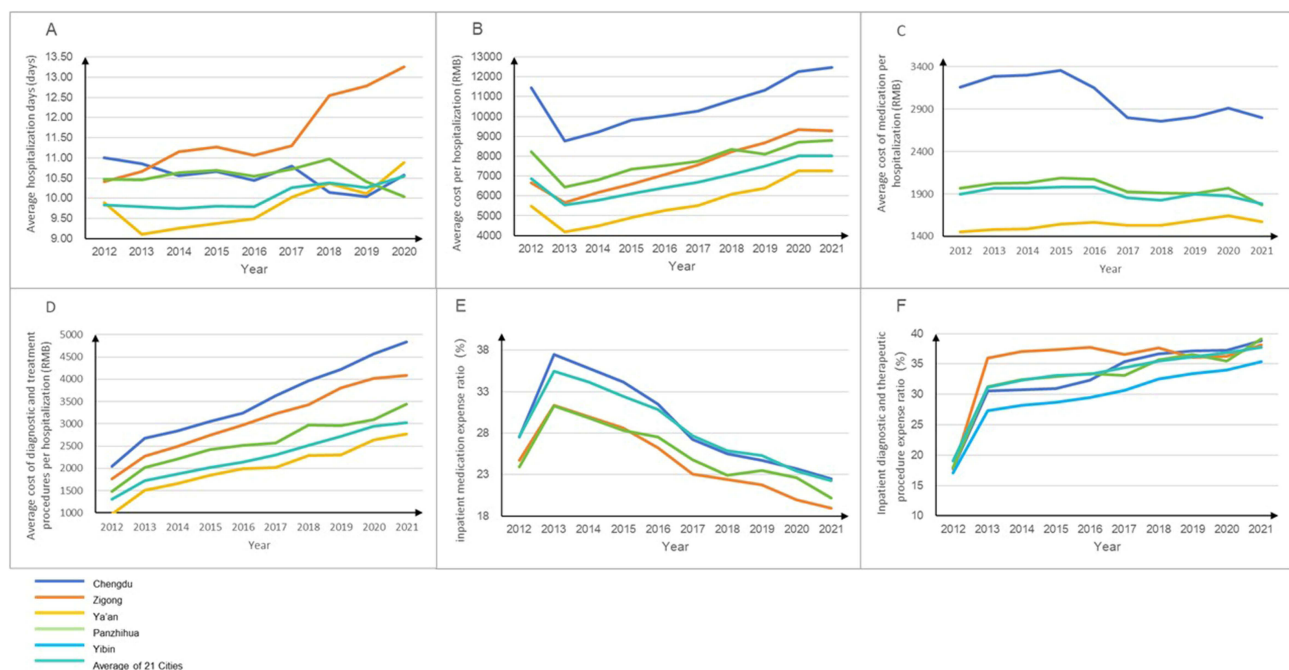 A
Average hospitalization days (days)
13.50
13.00
12.50
12.00
11.50
11.00
10.50
10.00
9.50
9.00
2012 2013 2014 2015 2016 2017 2018 2019 2020
Year
B
Average cost per hospitalization (RMB)
13000
12000
11000
10000
9000
8000
7000
6000
5000
4000
2012 2013 2014 2015 2016 2017 2018 2019 2020 2021
Year
C
Average cost of medication per
hospitalization (RMB)
3400
2900
2400
1900
1400
2012 2013 2014 2015 2016 2017 2018 2019 2020 2021
Year
D
Average cost of diagnostic and treatment
procedures per hospitalization (RMB)
5000
4500
4000
3500
3000
2500
2000
1500
1000
2012 2013 2014 2015 2016 2017 2018 2019 2020 2021
Year
E
inpatient medication expense ratio (%)
38
33
28
23
18
2012 2013 2014 2015 2016 2017 2018 2019 2020 2021
Year
F
Inpatient diagnostic and therapeutic
procedure expense ratio (%)
40
35
30
25
20
15
10
2012 2013 2014 2015 2016 2017 2018 2019 2020 2021
Year
Chengdu
Zigong
Ya'an
Panzhihua
Yibin
Average of 21 Cities